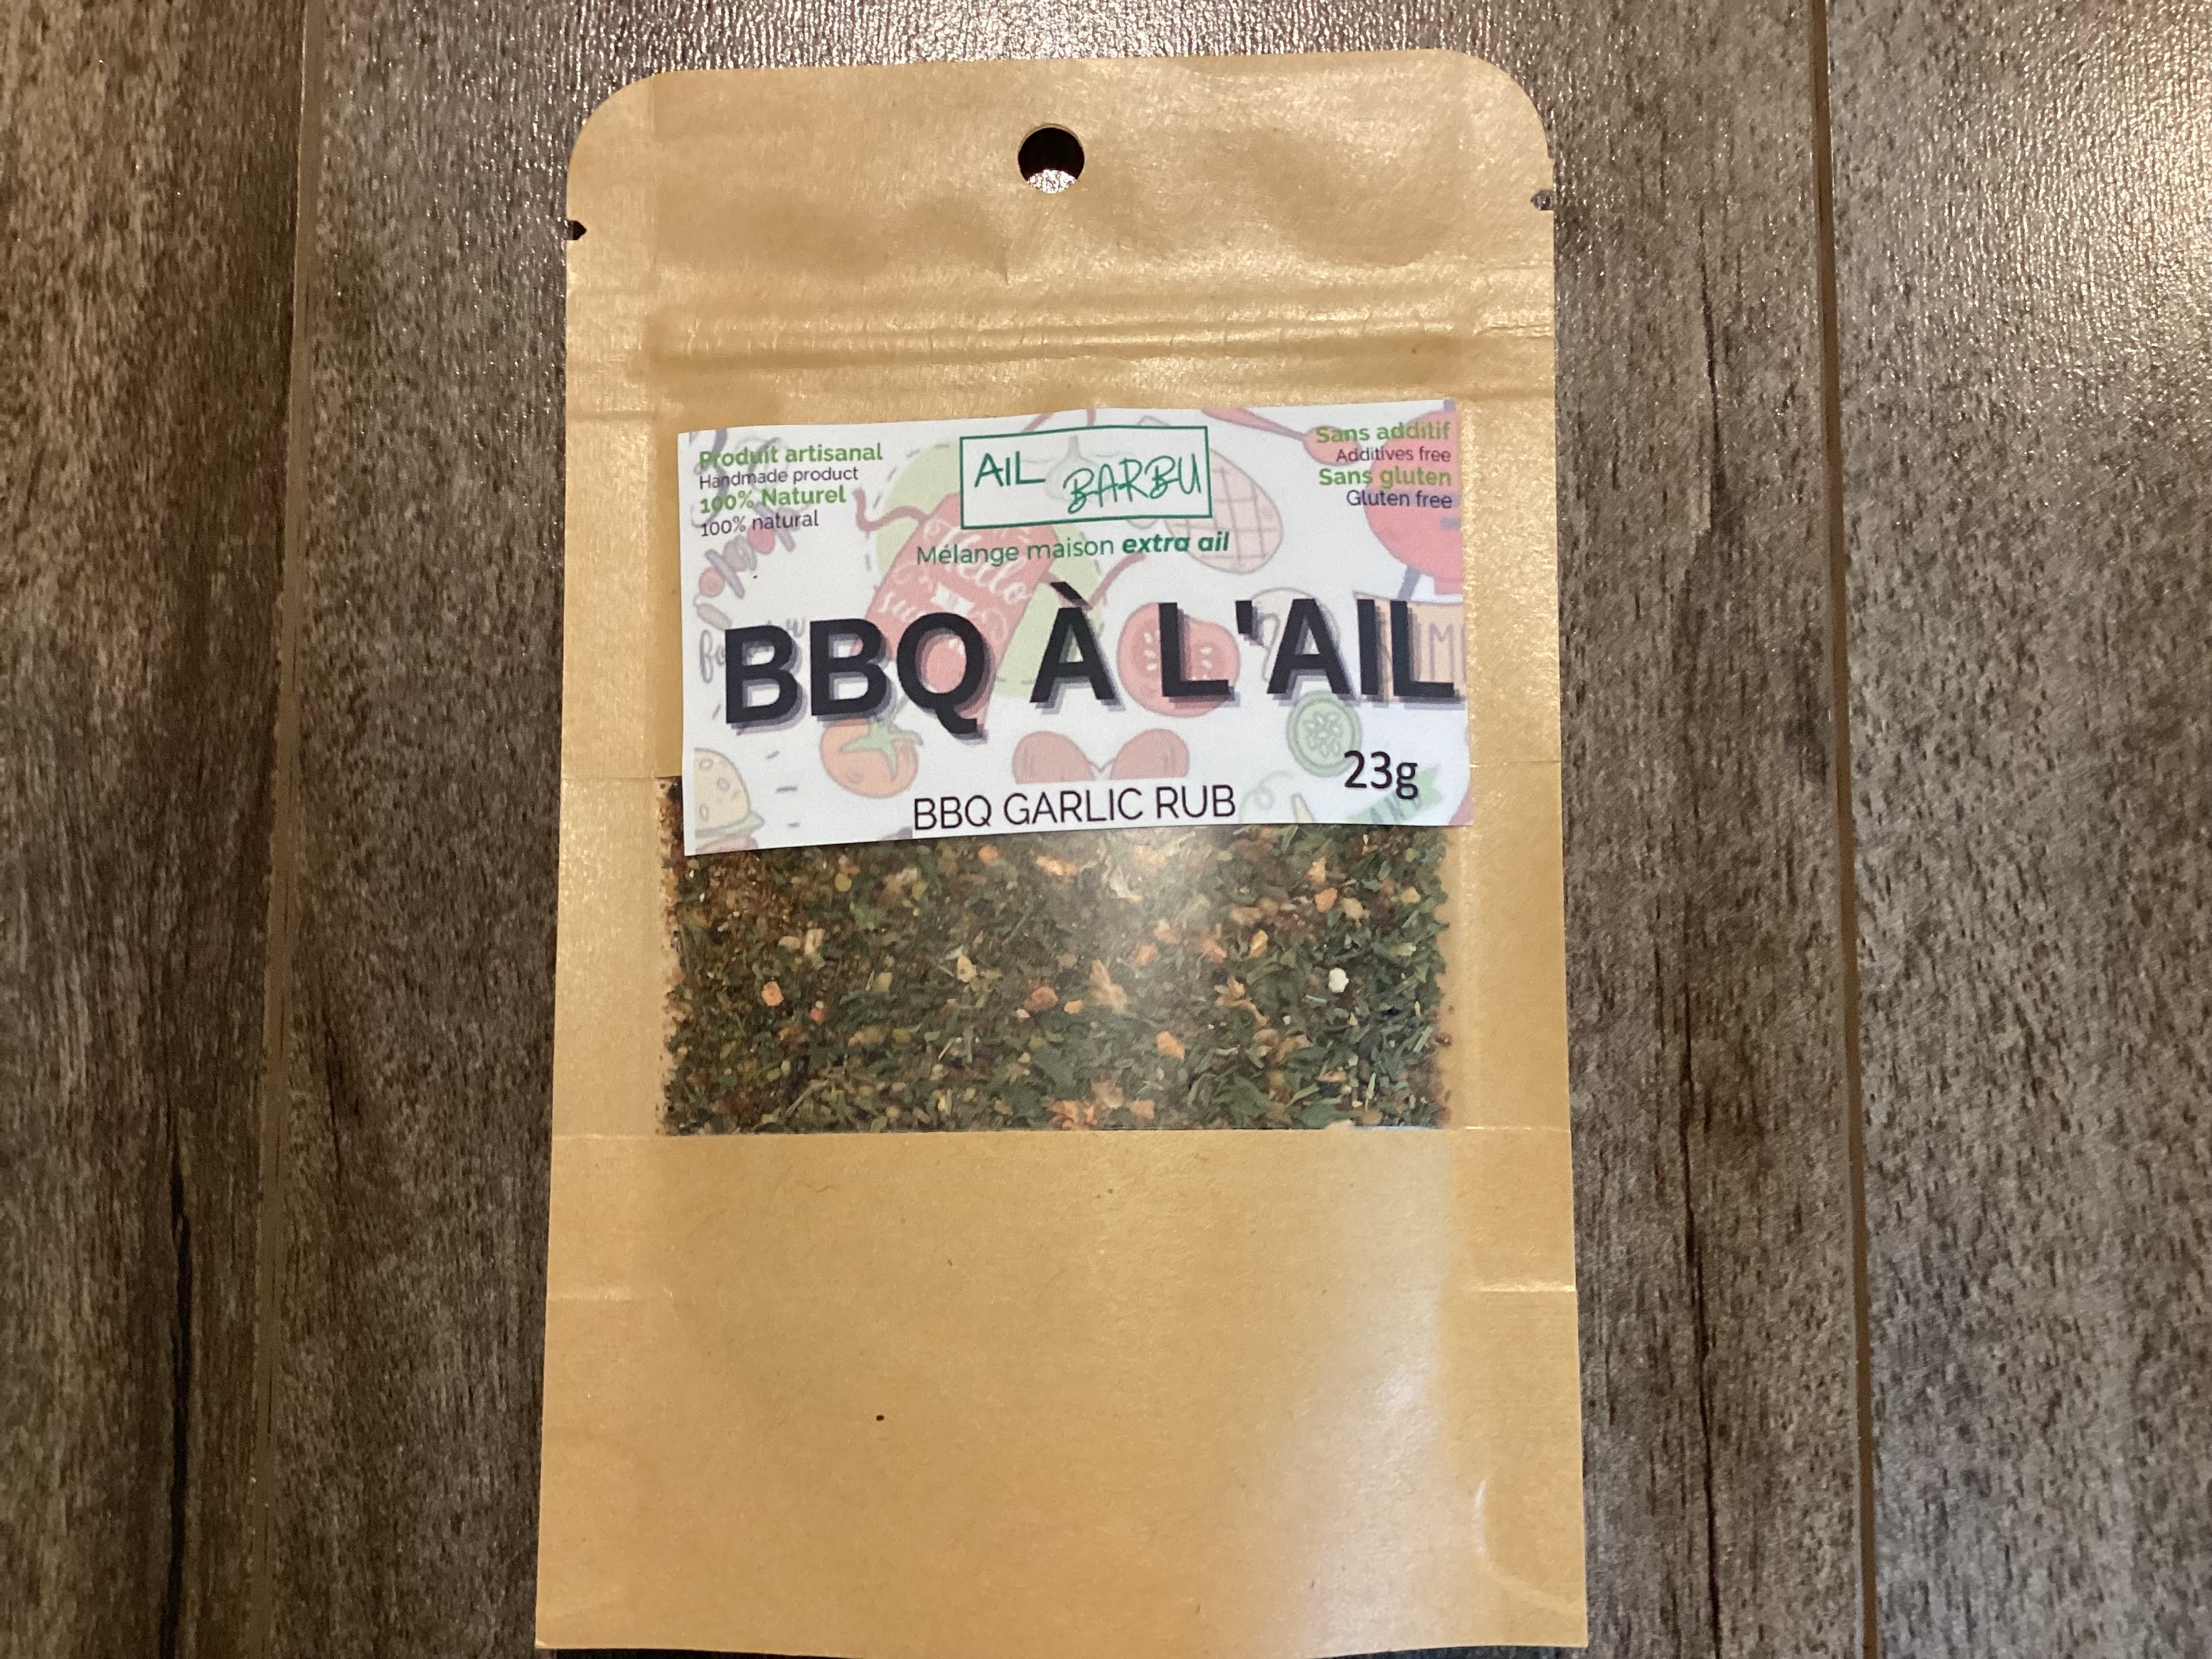 Produit artisanal
Handmade product
100% Naturel
100% natural
AIL BARBU
Sans additif
Additives free
Sans gluten
Gluten free
Mélange maison extra ail
BBQ À L'AIL
23g
BBQ GARLIC RUB